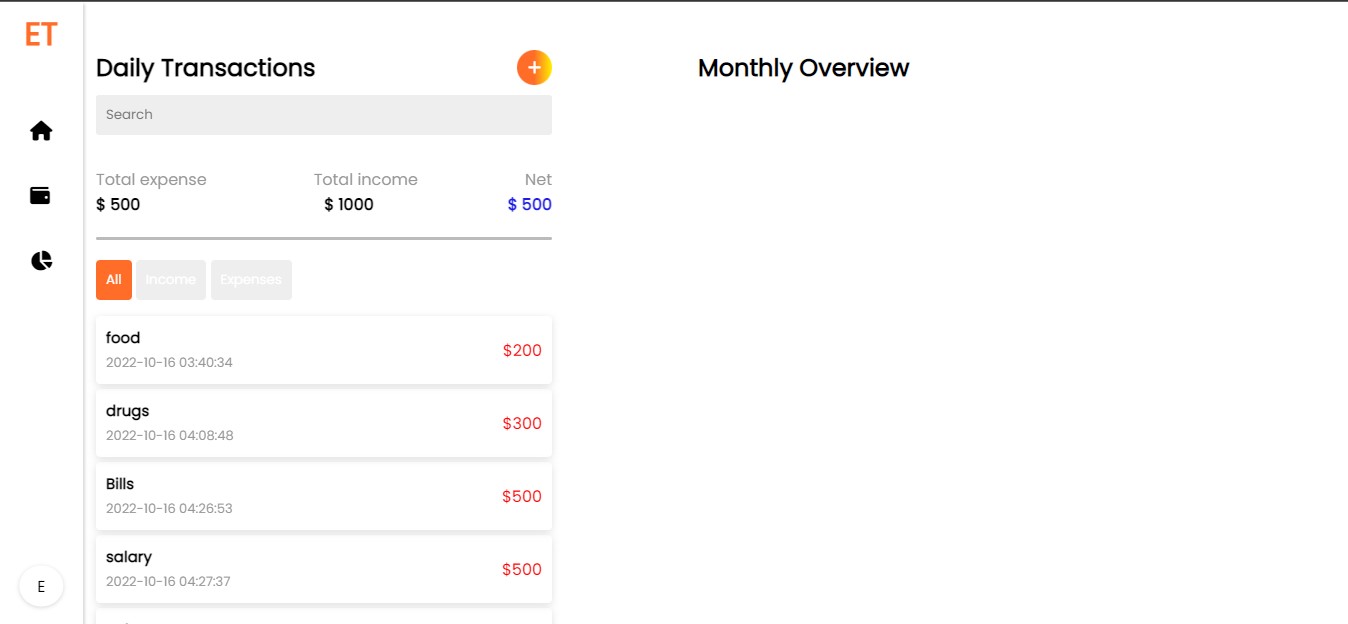 ET
Daily Transactions
+
Monthly Overview
Search
Total expense Total income Net
$ 500 $ 1000 $ 500
All Income Expenses
food
2022-10-16 03:40:34
$200
drugs
2022-10-16 04:08:48
$300
Bills
2022-10-16 04:26:53
$500
salary
2022-10-16 04:27:37
$500
E